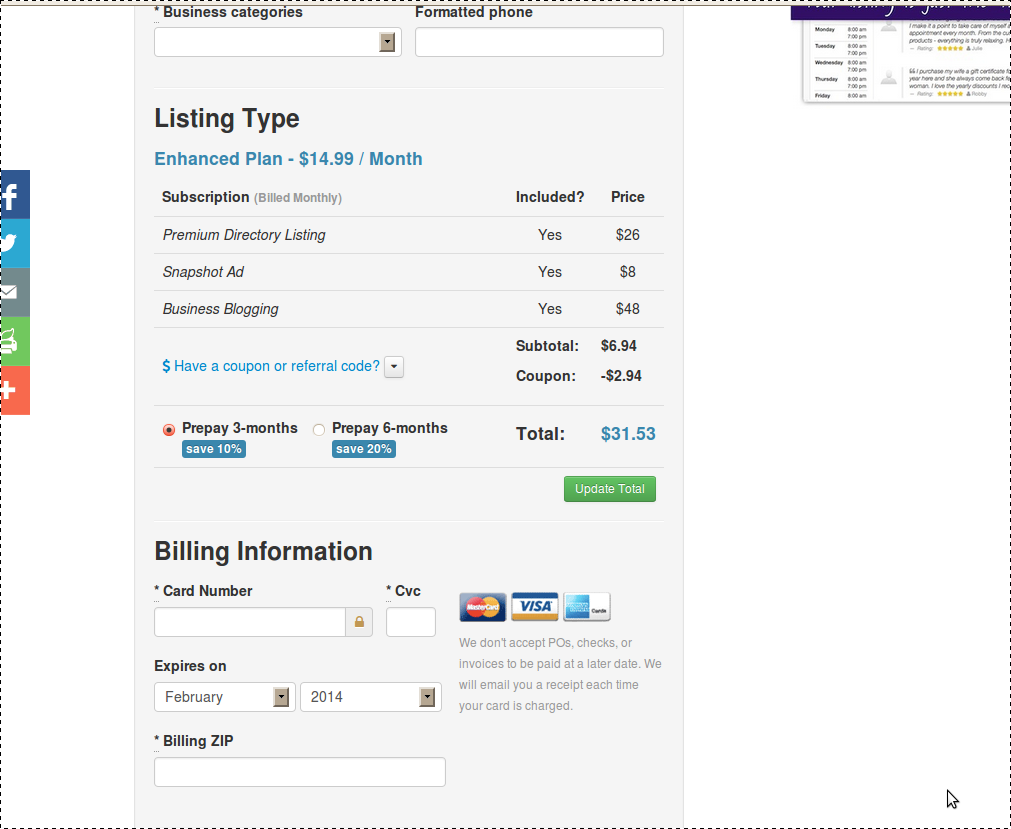 * Business categories
Formatted phone
Listing Type
Enhanced Plan - $14.99 / Month
Subscription (Billed Monthly) Included? Price
Premium Directory Listing Yes $26
Snapshot Ad Yes $8
Business Blogging Yes $48
Subtotal: $6.94
$ Have a coupon or referral code?
Coupon: -$2.94
Prepay 3-months Prepay 6-months
save 10% save 20%
Total: $31.53
Update Total
Billing Information
* Card Number * Cvc
MasterCard VISA Cards
We don't accept POs, checks, or
invoices to be paid at a later date. We
will email you a receipt each time
your card is charged.
Expires on
February 2014
* Billing ZIP
Monday 8:00 am
7:00 pm
Tuesday 8:00 am
7:00 pm
Wednesday 8:00 am
7:00 pm
Thursday 8:00 am
7:00 pm
Friday 8:00 am
I make it a point to take care of myself
appointment every month. From the cu
products - everything is truly relaxing. H
— Rating: ★★★★★ Julie
I purchase my wife a gift certificate
year here and she always come back
woman. I love the yearly discounts I
— Rating: ★★★★★ Robby